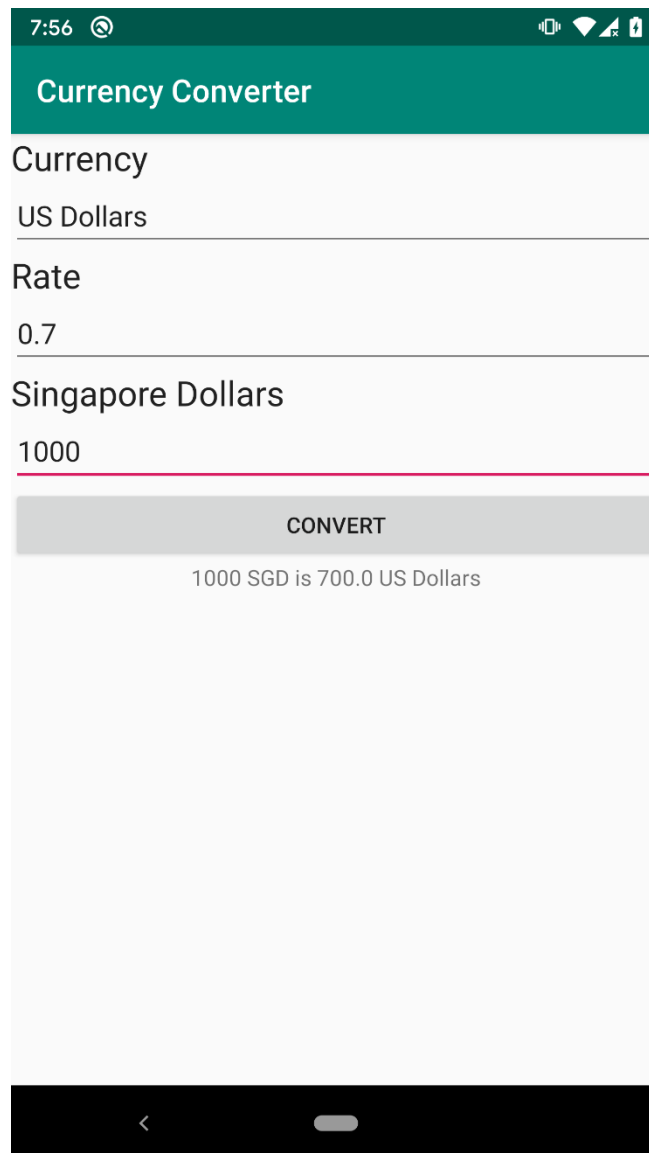 7:56
Currency Converter
Currency
US Dollars
Rate
0.7
Singapore Dollars
1000
CONVERT
1000 SGD is 700.0 US Dollars